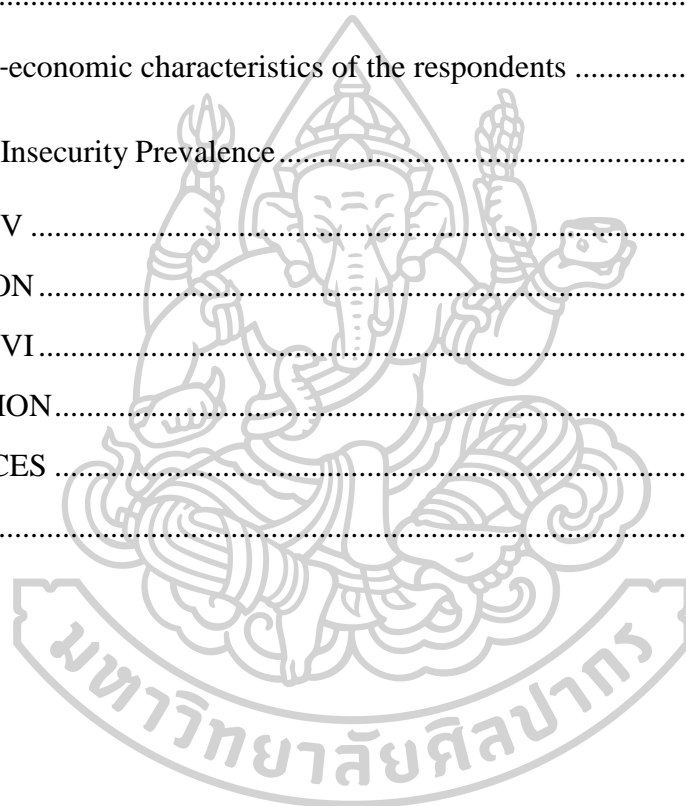 ....................................................................................
-economic characteristics of the respondents ..............
Insecurity Prevalence.....................................................
V ................................................................................
ON...............................................................................
VI...............................................................................
ION.............................................................................
CES .............................................................................
....................................................................................
มหาวิทยาลัยศิลปากร